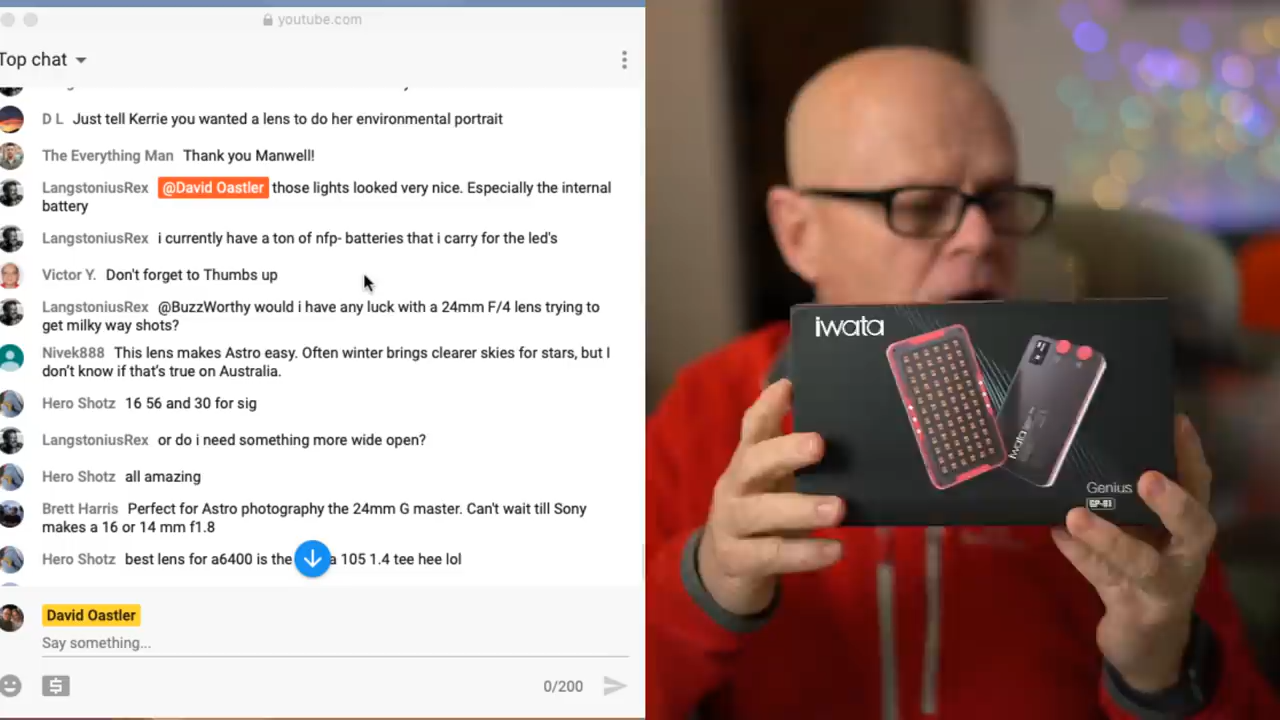 youtube.com
Top chat
D L Just tell Kerrie you wanted a lens to do her environmental portrait
The Everything Man Thank you Manwell!
LangstoniusRex @David Oastler those lights looked very nice. Especially the internal
battery
LangstoniusRex i currently have a ton of nfp- batteries that i carry for the led's
Victor Y. Don't forget to Thumbs up
LangstoniusRex @BuzzWorthy would i have any luck with a 24mm F/4 lens trying to
get milky way shots?
Nivek888 This lens makes Astro easy. Often winter brings clearer skies for stars, but I
don't know if that's true on Australia.
Hero Shotz 16 56 and 30 for sig
LangstoniusRex or do i need something more wide open?
Hero Shotz all amazing
Brett Harris Perfect for Astro photography the 24mm G master. Can't wait till Sony
makes a 16 or 14 mm f1.8
Hero Shotz best lens for a6400 is the a 105 1.4 tee hee lol
David Oastler
Say something...
0/200
iwata
iwata
Genius
GP-01